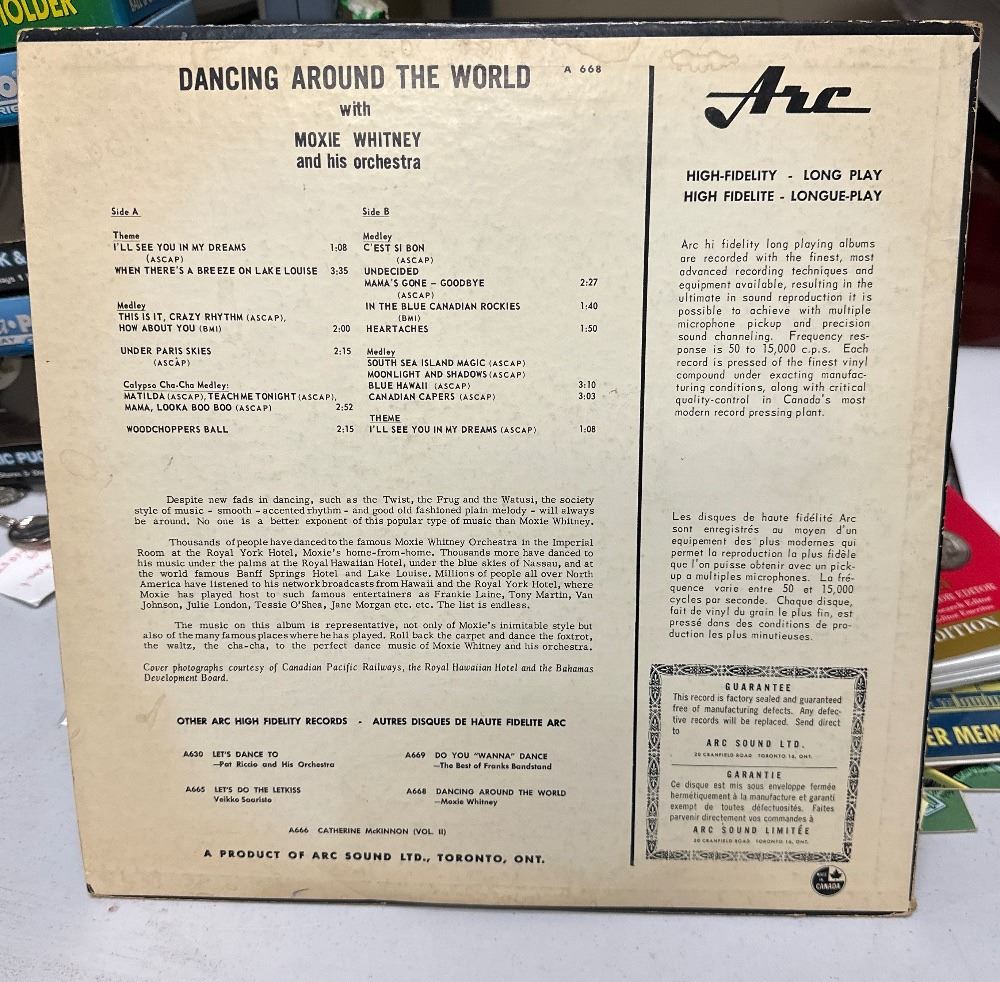 OLDER
DANCING AROUND THE WORLD
A 668
with
MOXIE WHITNEY
and his orchestra
Side A
Theme
I'LL SEE YOU IN MY DREAMS 1:08
(ASCAP)
WHEN THERE'S A BREEZE ON LAKE LOUISE 3:35
Medley
THIS IS IT, CRAZY RHYTHM (ASCAP),
HOW ABOUT YOU (BMI) 2:00
UNDER PARIS SKIES 2:15
(ASCAP)
Calypso Cha-Cha Medley:
MATILDA (ASCAP), TEACH ME TONIGHT (ASCAP),
MAMA, LOOKA BOO BOO (ASCAP) 2:52
WOODCHOPPERS BALL 2:15
Side B
Medley
C'EST SI BON
(ASCAP)
UNDECIDED
MAMA'S GONE – GOODBYE 2:27
(ASCAP)
IN THE BLUE CANADIAN ROCKIES 1:40
(BMI)
HEARTACHES 1:50
Medley
SOUTH SEA ISLAND MAGIC (ASCAP)
MOONLIGHT AND SHADOWS (ASCAP)
BLUE HAWAII (ASCAP) 3:10
CANADIAN CAPERS (ASCAP) 3:03
THEME
I'LL SEE YOU IN MY DREAMS (ASCAP) 1:08
Despite new fads in dancing, such as the Twist, the Frug and the Watusi, the society
style of music - smooth - accented rhythm - and good old fashioned plain melody - will always
be around. No one is a better exponent of this popular type of music than Moxie Whitney.
Thousands of people have danced to the famous Moxie Whitney Orchestra in the Imperial
Room at the Royal York Hotel, Moxie's home-from-home. Thousands more have danced to
his music under the palms at the Royal Hawaiian Hotel, under the blue skies of Nassau, and at
the world famous Banff Springs Hotel and Lake Louise. Millions of people all over North
America have listened to his network broadcasts from Hawaii and the Royal York Hotel, where
Moxie has played host to such famous entertainers as Frankie Laine, Tony Martin, Van
Johnson, Julie London, Tessie O'Shea, Jane Morgan etc. etc. The list is endless.
The music on this album is representative, not only of Moxie's inimitable style but
also of the many famous places where he has played. Roll back the carpet and dance the foxtrot,
the waltz, the cha-cha, to the perfect dance music of Moxie Whitney and his orchestra.
Cover photographs courtesy of Canadian Pacific Railways, the Royal Hawaiian Hotel and the Bahamas
Development Board.
OTHER ARC HIGH FIDELITY RECORDS - AUTRES DISQUES DE HAUTE FIDELITE ARC
A630 LET'S DANCE TO
—Pat Riccio and His Orchestra
A665 LET'S DO THE LETKISS
Veikko Saaristo
A669 DO YOU "WANNA" DANCE
—The Best of Franks Bandstand
A668 DANCING AROUND THE WORLD
—Moxie Whitney
A666 CATHERINE McKINNON (VOL. II)
A PRODUCT OF ARC SOUND LTD., TORONTO, ONT.
Arc
HIGH-FIDELITY - LONG PLAY
HIGH FIDELITE - LONGUE-PLAY
Arc hi fidelity long playing albums
are recorded with the finest, most
advanced recording techniques and
equipment available, resulting in the
ultimate in sound reproduction it is
possible to achieve with multiple
microphone pickup and precision
sound channeling. Frequency res-
ponse is 50 to 15,000 c.p.s. Each
record is pressed of the finest vinyl
compound under exacting manufac-
turing conditions, along with critical
quality-control in Canada's most
modern record pressing plant.
Les disques de haute fidélité Arc
sont enregistrés au moyen d'un
equipement des plus modernes qui
permet la reproduction la plus fidèle
que l'on puisse obtenir avec un pick-
up a multiples microphones. La fré-
quence varie entre 50 et 15,000
cycles par seconde. Chaque disque,
fait de vinyl du grain le plus fin, est
pressé dans des conditions de pro-
duction les plus minutieuses.
GUARANTEE
This record is factory sealed and guaranteed
free of manufacturing defects. Any defec-
tive records will be replaced. Send direct
to
ARC SOUND LTD.
20 CRANFIELD ROAD TORONTO 16, ONT.
GARANTIE
Ce disque est mis sous enveloppe fermée
hermétiquement à la manufacture et garanti
exempt de toutes défectuosités. Faites
parvenir directement vos commandes à
ARC SOUND LIMITÉE
20 CRANFIELD ROAD TORONTO 16, ONT.
MADE IN
CANADA
OR EDITOR
search Editor
Editor Emeritus
DITION
ER MEM